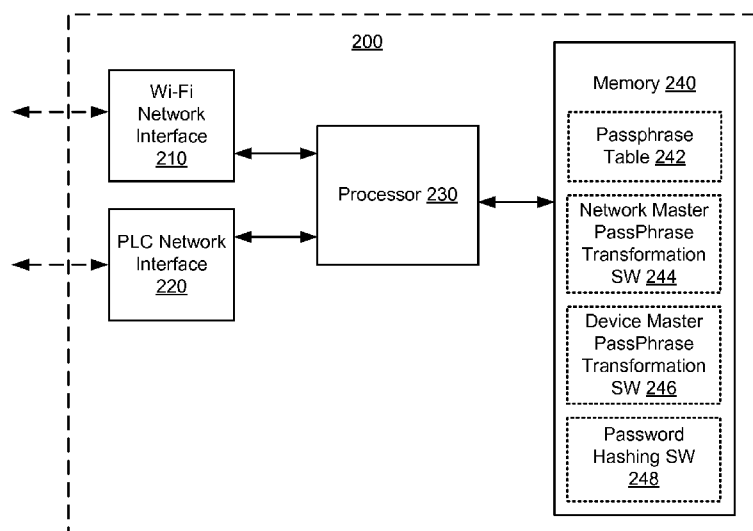 200
Wi-Fi
Network
Interface
210
PLC Network
Interface
220
Processor 230
Memory 240
Passphrase
Table 242
Network Master
PassPhrase
Transformation
SW 244
Device Master
PassPhrase
Transformation
SW 246
Password
Hashing SW
248